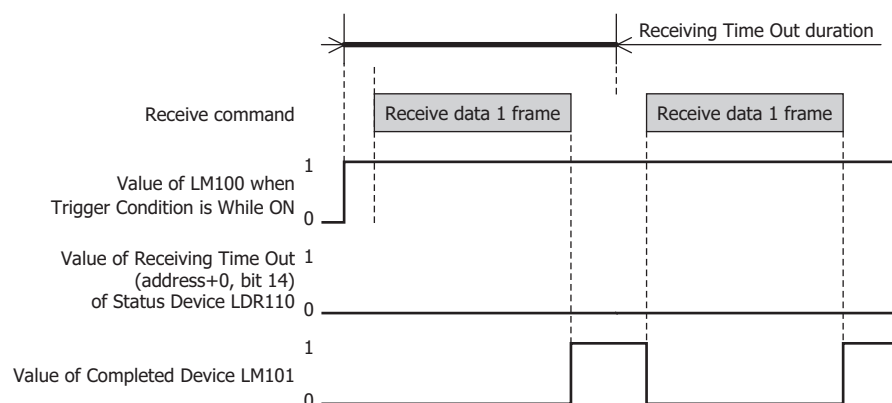 Receiving Time Out duration
Receive command
Receive data 1 frame
Receive data 1 frame
1
Value of LM100 when
Trigger Condition is While ON
0
Value of Receiving Time Out
1
(address+0, bit 14)
of Status Device LDR110
0
1
Value of Completed Device LM101
0